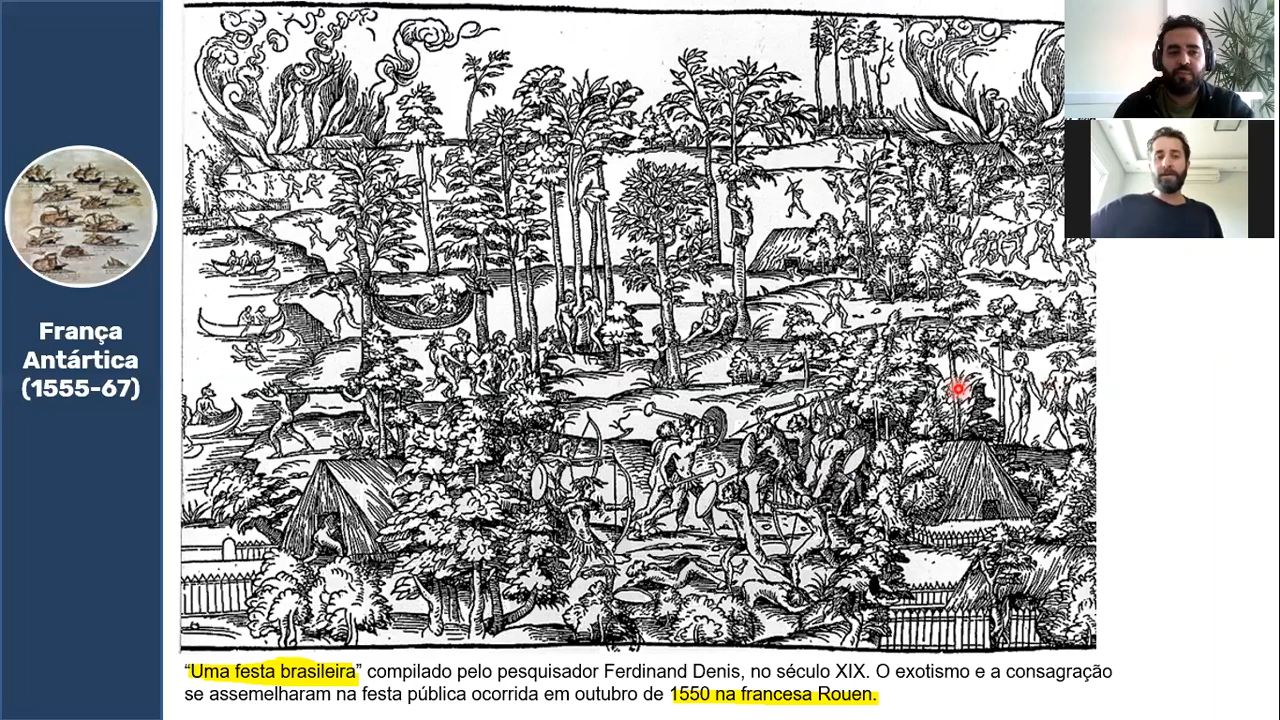 França
Antártica
(1555-67)
“Uma festa brasileira” compilado pelo pesquisador Ferdinand Denis, no século XIX. O exotismo e a consagração
se assemelharam na festa pública ocorrida em outubro de 1550 na francesa Rouen.